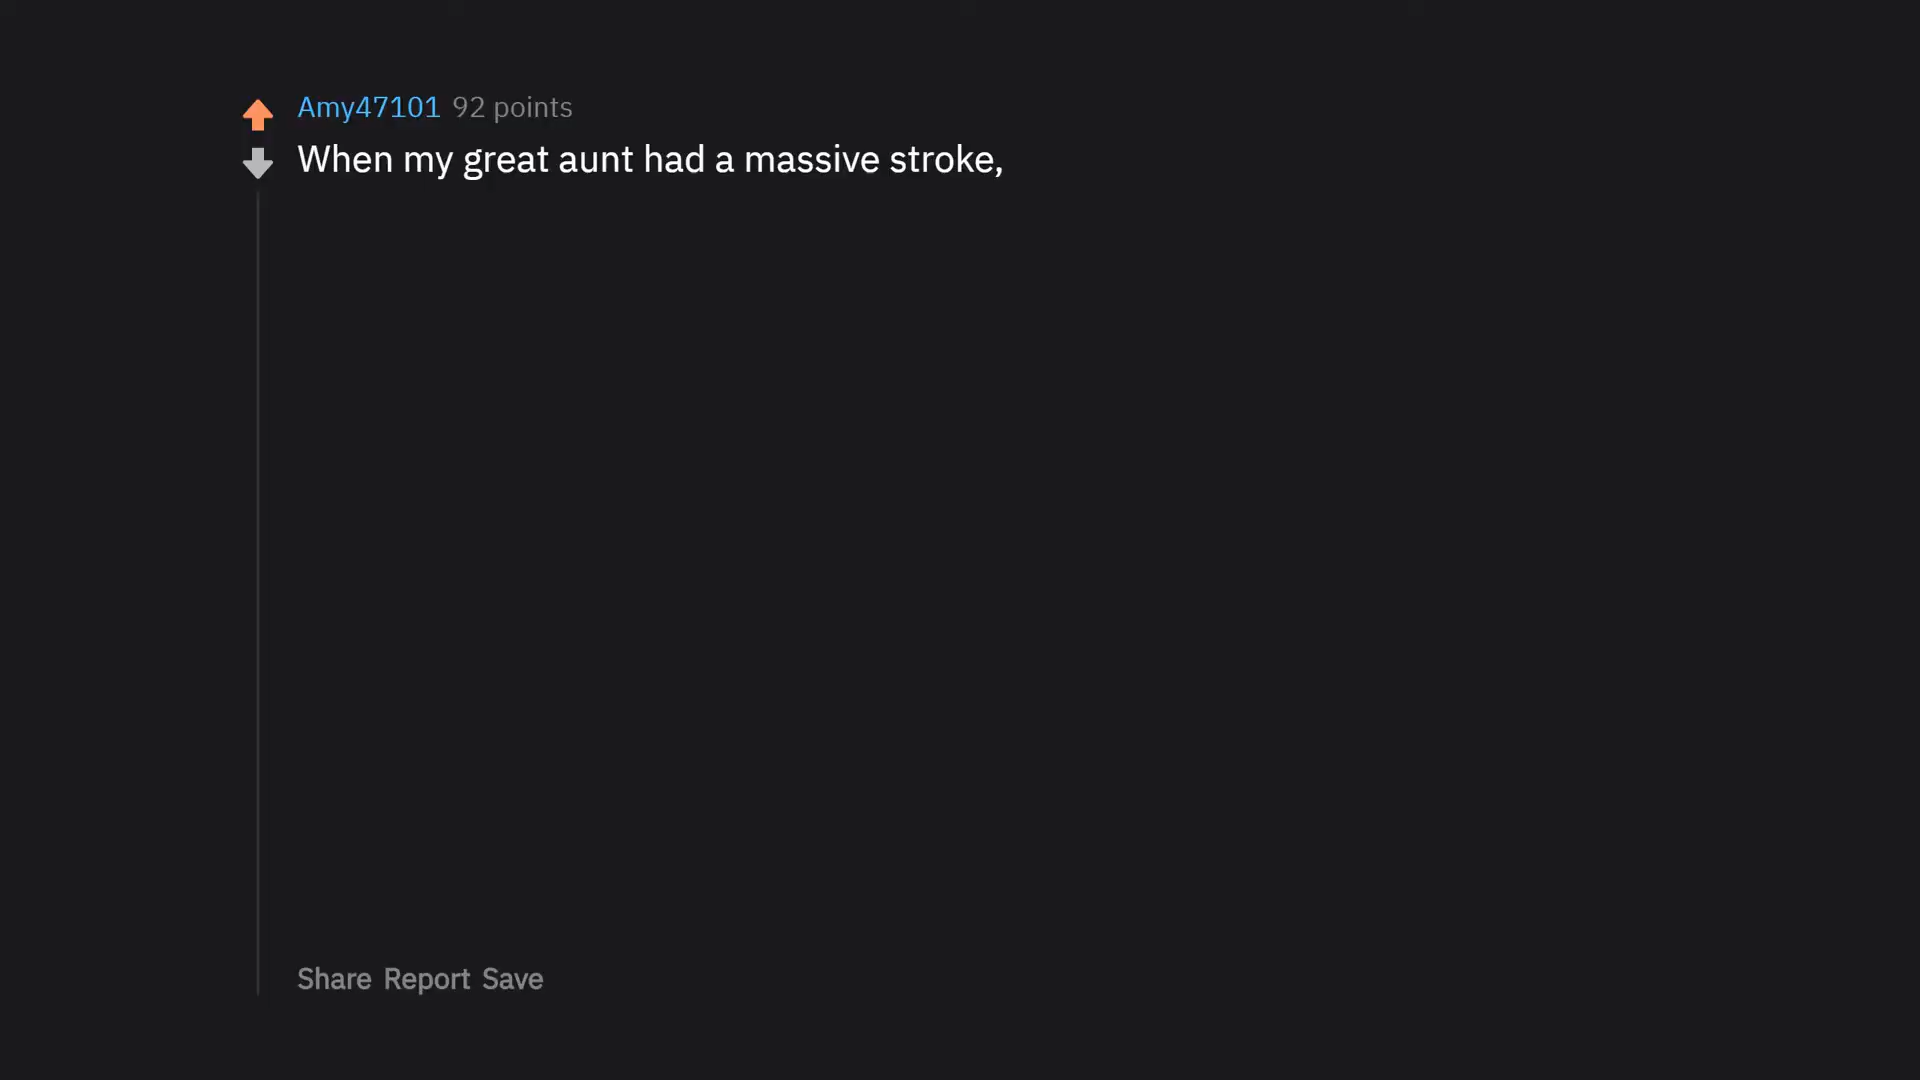 Amy47101 92 points
When my great aunt had a massive stroke,
Share Report Save